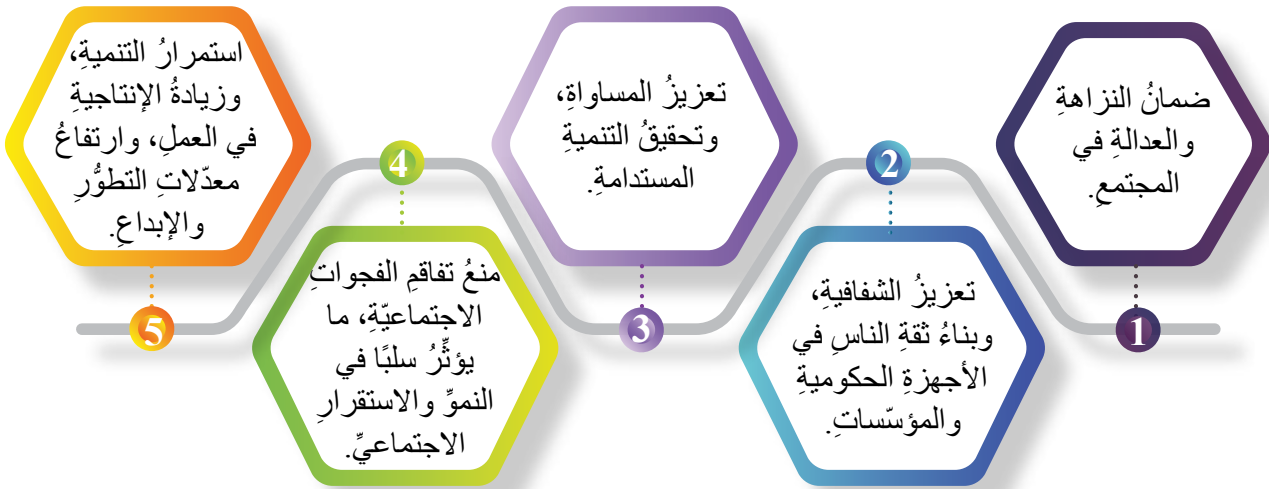 1
ضمانُ النزاهةِ
والعدالةِ في
المجتمعِ.
2
تعزيزُ الشفافيةِ،
وبناءُ ثقةِ الناسِ في
الأجهزةِ الحكوميةِ
والمؤسّساتِ.
3
تعزيزُ المساواةِ،
وتحقيقُ التنميةِ
المستدامةِ.
4
منعُ تفاقمِ الفجواتِ
الاجتماعيّةِ، ما
يؤثِّرُ سلبًا في
النموِّ والاستقرارِ
الاجتماعيِّ.
5
استمرارُ التنميةِ،
وزيادةُ الإنتاجيةِ
في العملِ، وارتفاعُ
معدّلاتِ التطوُّرِ
والإبداعِ.